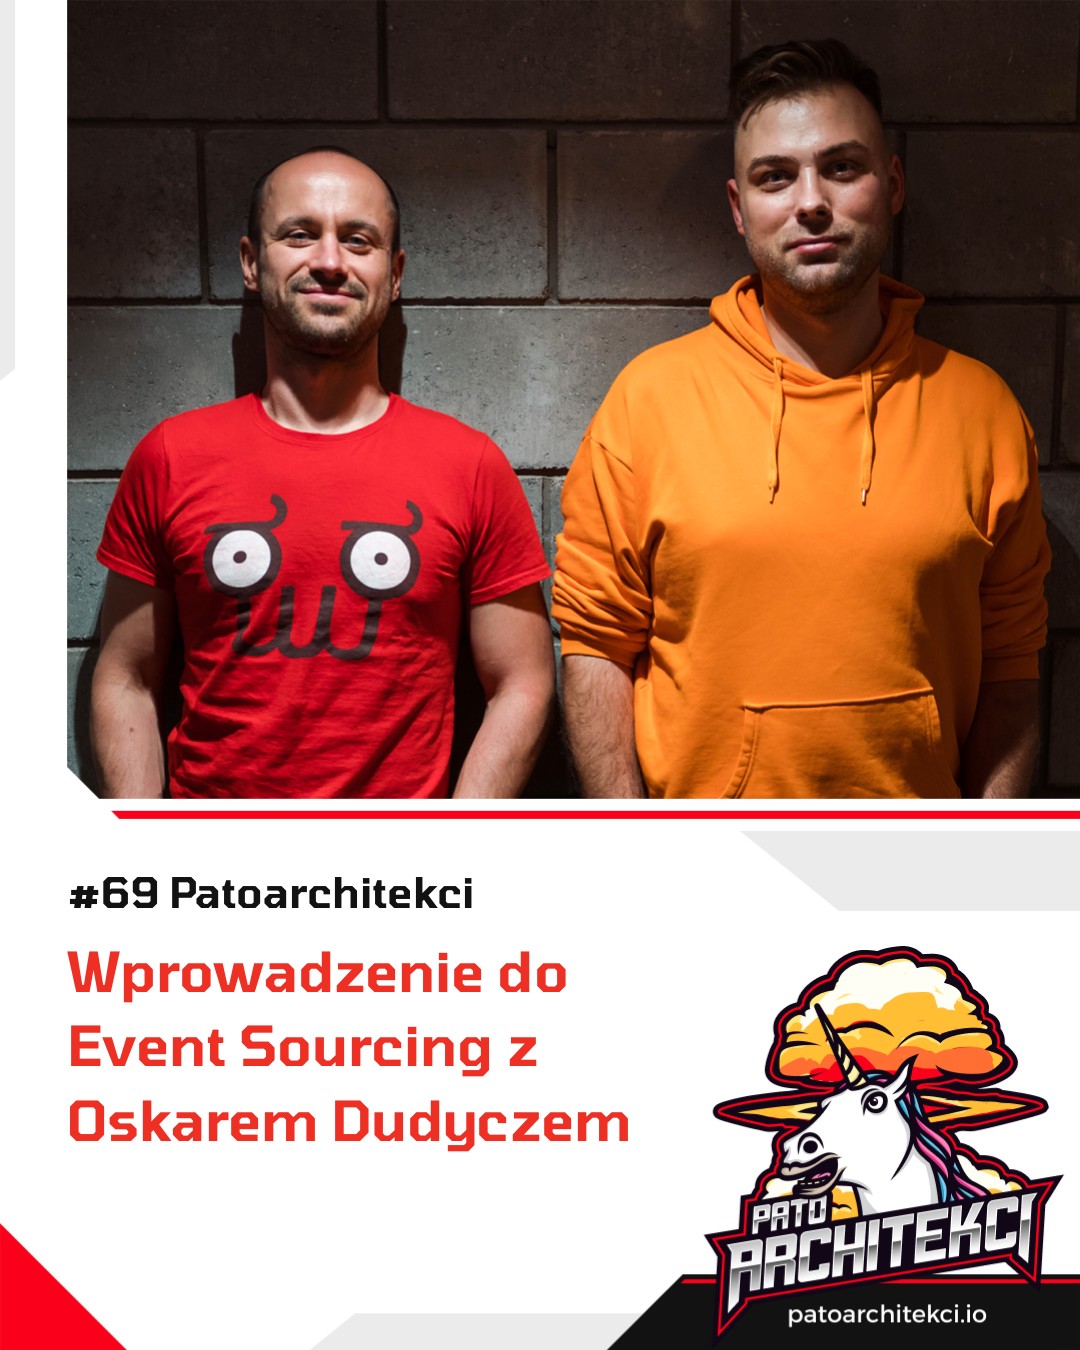 #69 Patoarchitekci
Wprowadzenie do
Event Sourcing z
Oskarem Dudyczem
PATO
ARCHITEKCI
patoarchitekci.io